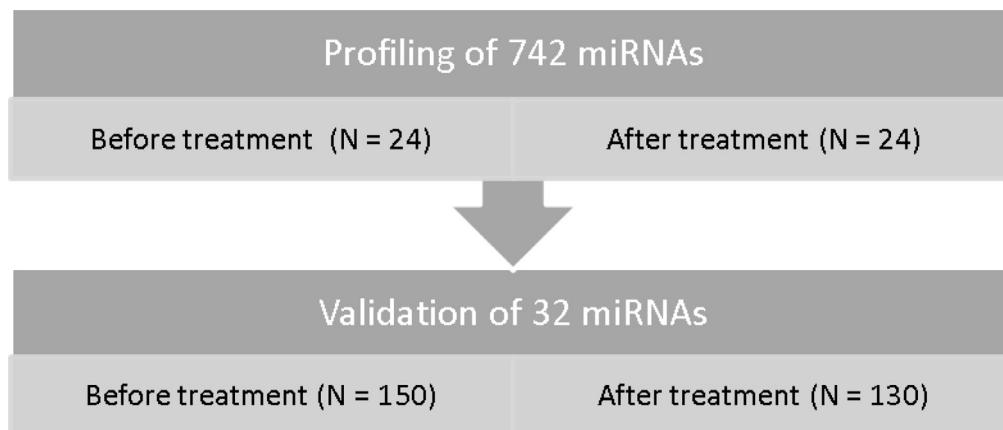 Profiling of 742 miRNAs
Before treatment (N = 24)
After treatment (N = 24)
Validation of 32 miRNAs
Before treatment (N = 150)
After treatment (N = 130)